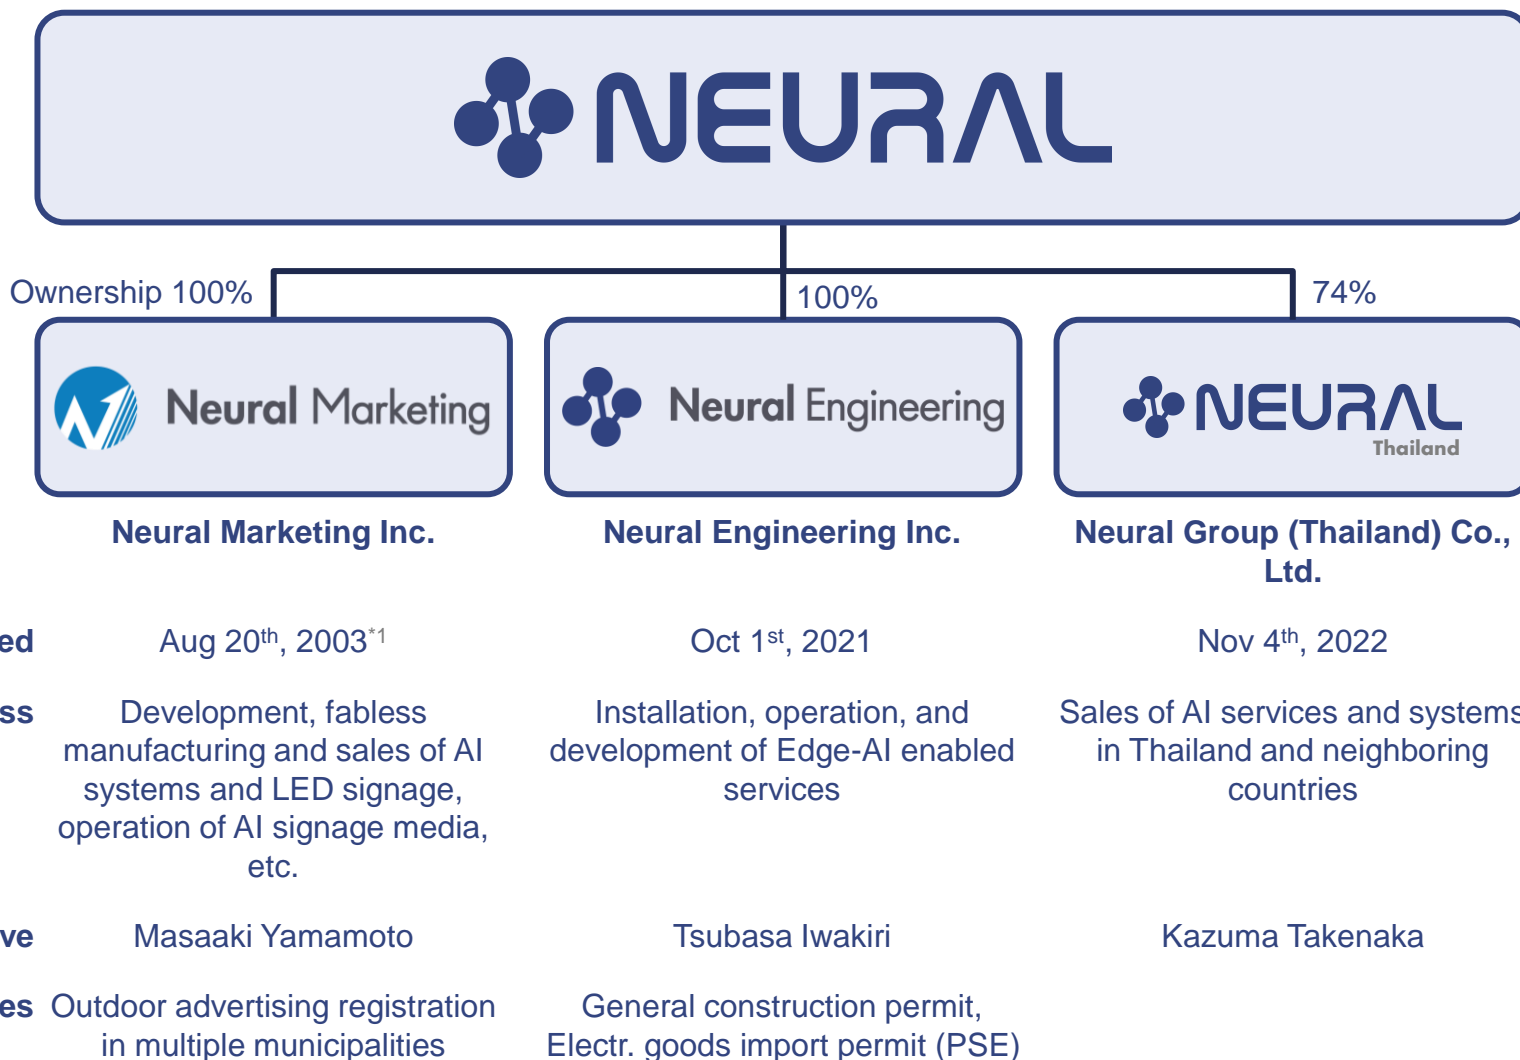 NEURAL
Ownership 100%
100%
74%
Neural Marketing
Neural Engineering
NEURAL
Thailand
Neural Marketing Inc.
Neural Engineering Inc.
Neural Group (Thailand) Co.,
Ltd.
ed
Aug 20th, 2003*1
Oct 1st, 2021
Nov 4th, 2022
ss
Development, fabless
manufacturing and sales of AI
systems and LED signage,
operation of AI signage media,
etc.
Installation, operation, and
development of Edge-AI enabled
services
Sales of AI services and systems
in Thailand and neighboring
countries
ve
Masaaki Yamamoto
Tsubasa Iwakiri
Kazuma Takenaka
es
Outdoor advertising registration
in multiple municipalities
General construction permit,
Electr. goods import permit (PSE)